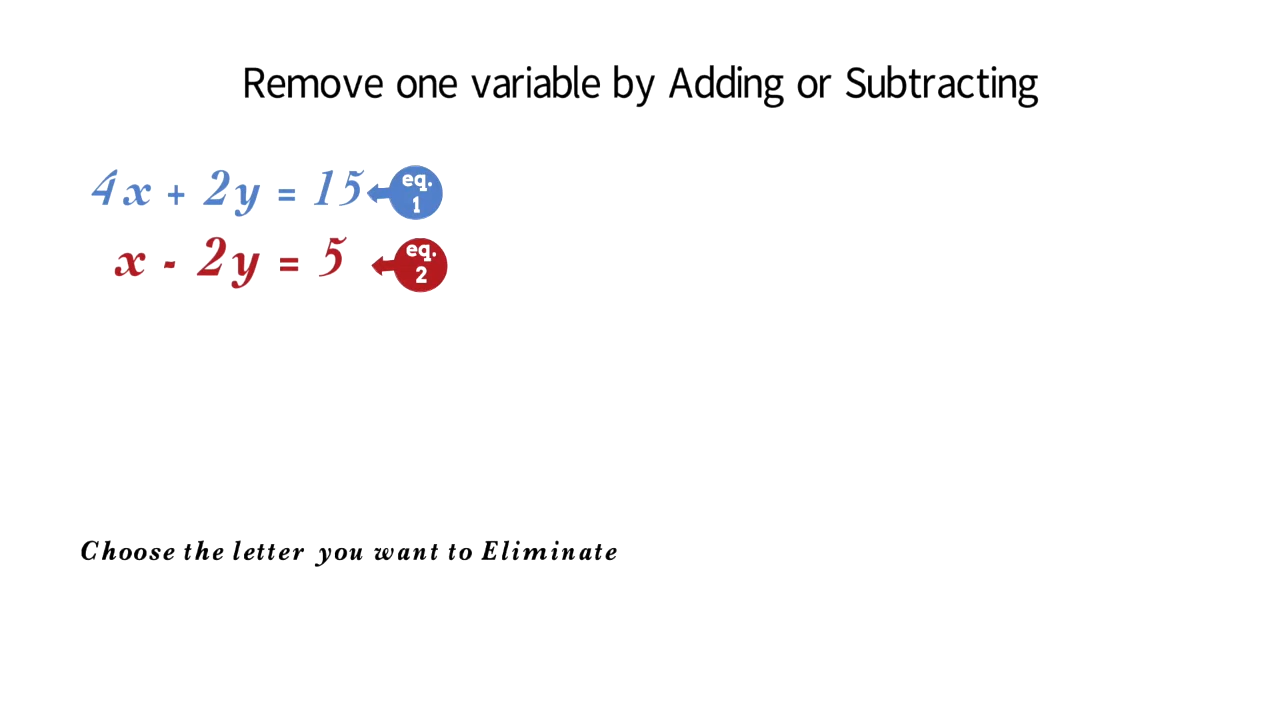 Remove one variable by Adding or Subtracting
4x + 2y = 15 eq. 1
x - 2y = 5 eq. 2
Choose the letter you want to Eliminate